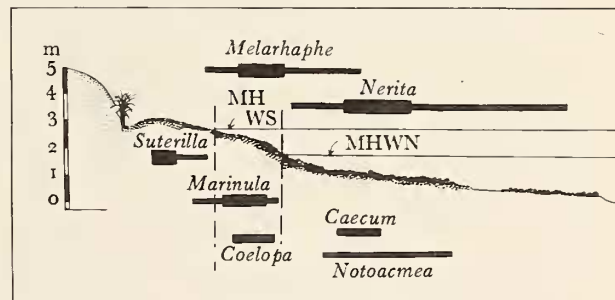 m
5
4
3
2
1
0
Melarhaphe
Nerita
MH
WS
MHWN
Suterilla
Marinula
Caecum
Coelopa
Notoacmea